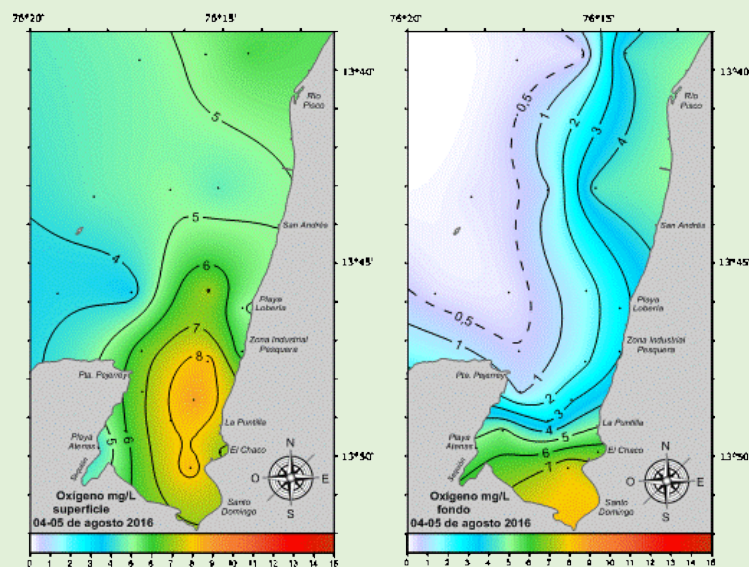 76°20' 76°15'
13°40'
Río
Pisco
5
San Andrés
5
4
13°45'
6
Playa
Lobería
7
Zona Industrial
Pesquera
8
Pta. Pejerrey
La Puntilla
Playa
Atenas
5
6
El Chaco
13°50'
N
O E
S
Oxígeno mg/L
superficie
04-05 de agosto 2016
Santo
Domingo
0 1 2 3 4 5 6 7 8 9 10 11 12 13 14 15
76°20' 76°15'
13°40'
0,5
1
2
3
4
Río
Pisco
San Andrés
13°45'
0,5
1
Playa
Lobería
Zona Industrial
Pesquera
Pta. Pejerrey
1
2
3
4
5
La Puntilla
Playa
Atenas
6
El Chaco
7
13°50'
N
O E
S
Oxígeno mg/L
fondo
04-05 de agosto 2016
Santo
Domingo
0 1 2 3 4 5 6 7 8 9 10 11 12 13 14 15